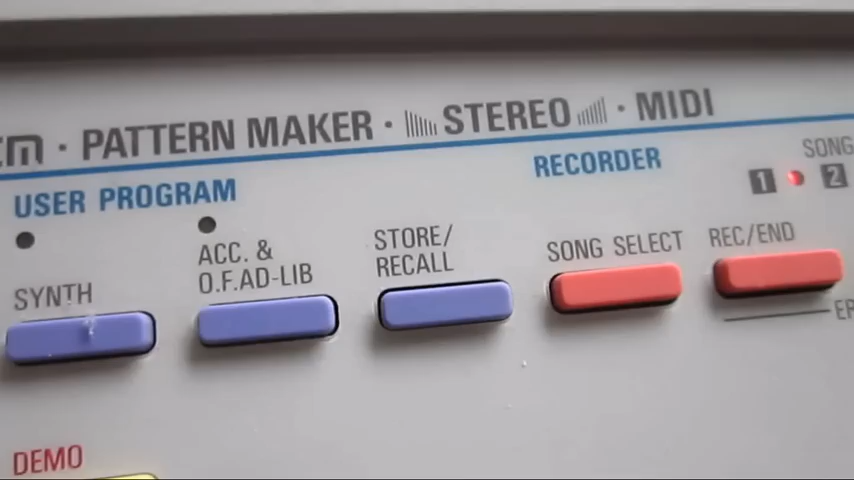 · PATTERN MAKER · STEREO · MIDI
USER PROGRAM
RECORDER
SONG
1 2
SYNTH
ACC. &
O.F.AD-LIB
STORE/
RECALL
SONG SELECT
REC/END
DEMO